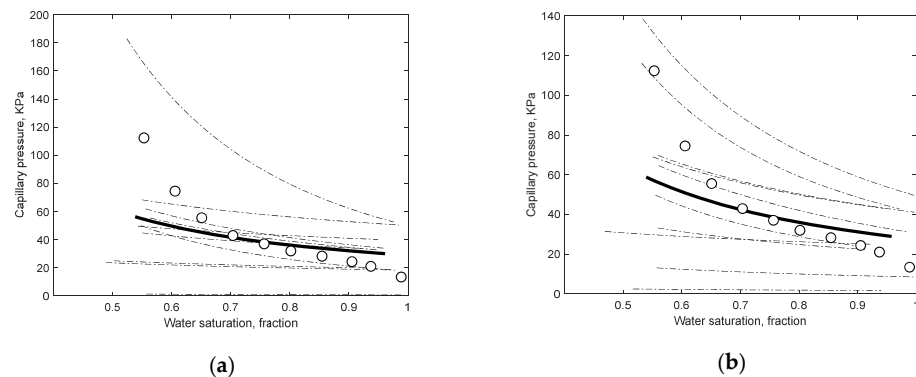 200
180
160
140
120
100
80
60
40
20
0
Capillary pressure, KPa
0.5 0.6 0.7 0.8 0.9 1
Water saturation, fraction
(a)
140
120
100
80
60
40
20
0
Capillary pressure, KPa
0.5 0.6 0.7 0.8 0.9 1
Water saturation, fraction
(b)